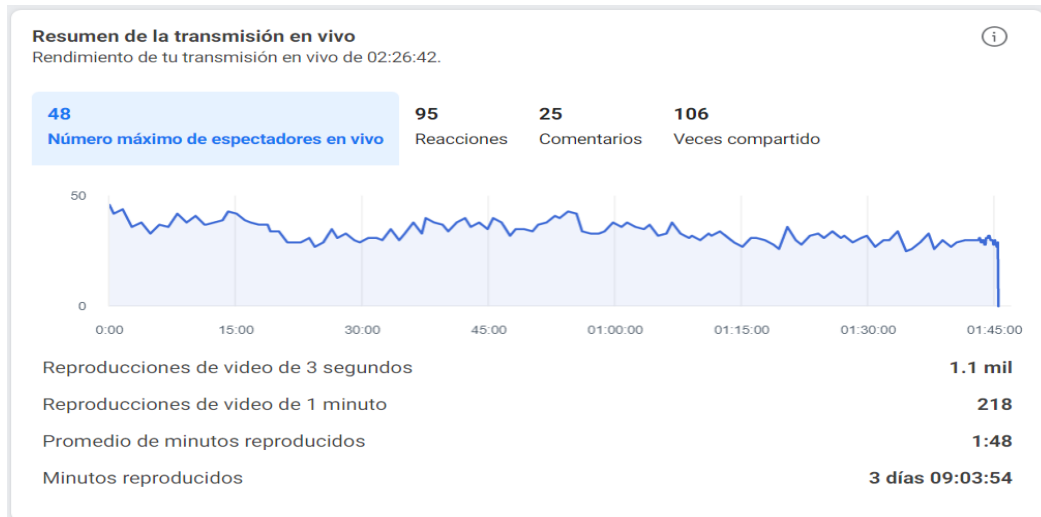 Resumen de la transmisión en vivo
Rendimiento de tu transmisión en vivo de 02:26:42.
48 95 25 106
Número máximo de espectadores en vivo Reacciones Comentarios Veces compartido
50
0
0:00 15:00 30:00 45:00 01:00:00 01:15:00 01:30:00 01:45:00
Reproducciones de video de 3 segundos 1.1 mil
Reproducciones de video de 1 minuto 218
Promedio de minutos reproducidos 1:48
Minutos reproducidos 3 días 09:03:54